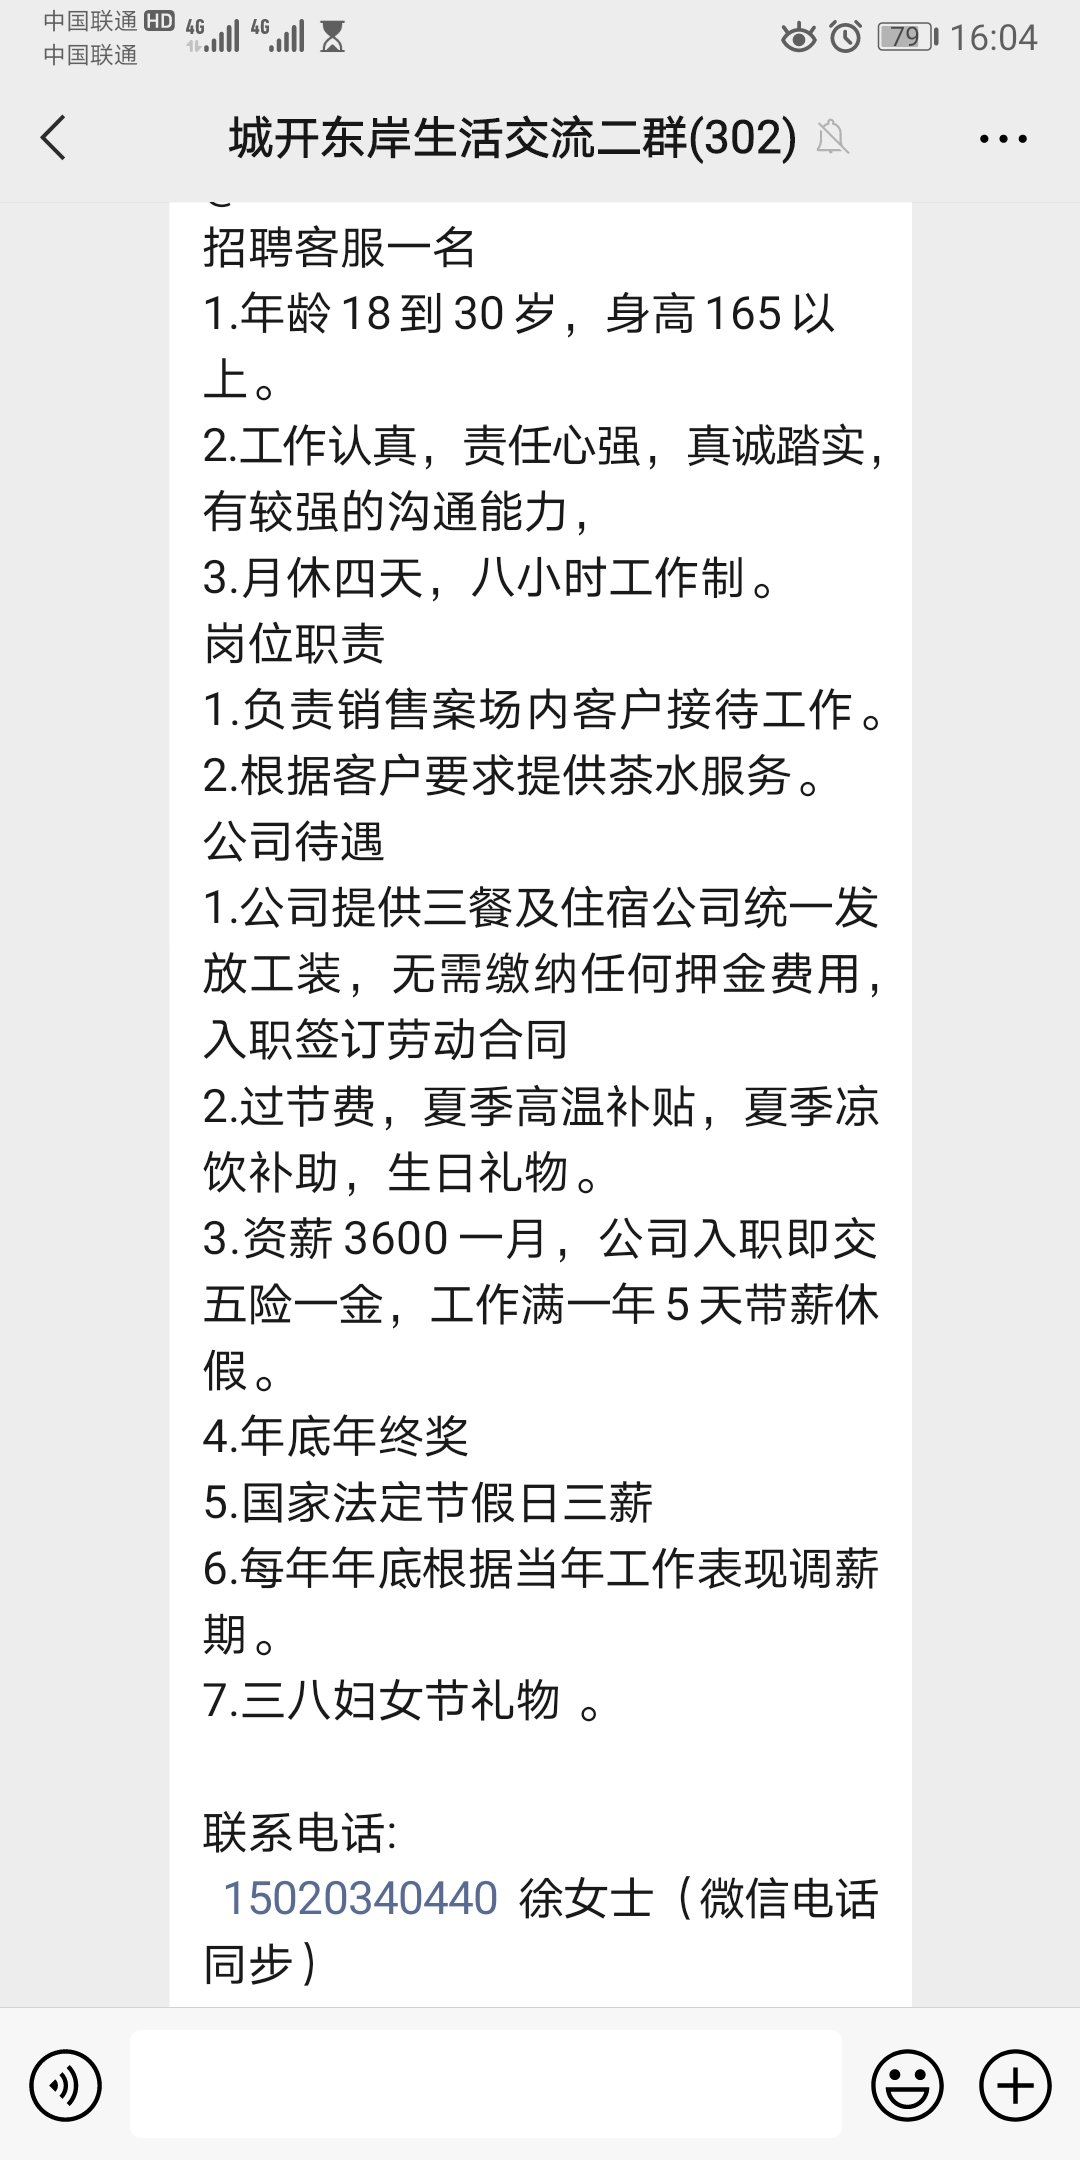 中国联通 HD 4G 4G 79 16:04
中国联通
城开东岸生活交流二群(302)
招聘客服一名
1.年龄18到30岁，身高165以
上。
2.工作认真，责任心强，真诚踏实，
有较强的沟通能力，
3.月休四天，八小时工作制。
岗位职责
1.负责销售案场内客户接待工作。
2.根据客户要求提供茶水服务。
公司待遇
1.公司提供三餐及住宿公司统一发
放工装，无需缴纳任何押金费用，
入职签订劳动合同
2.过节费，夏季高温补贴，夏季凉
饮补助，生日礼物。
3.资薪3600一月，公司入职即交
五险一金，工作满一年5天带薪休
假。
4.年底年终奖
5.国家法定节假日三薪
6.每年年底根据当年工作表现调薪
期。
7.三八妇女节礼物 。
联系电话:
15020340440 徐女士（微信电话
同步）